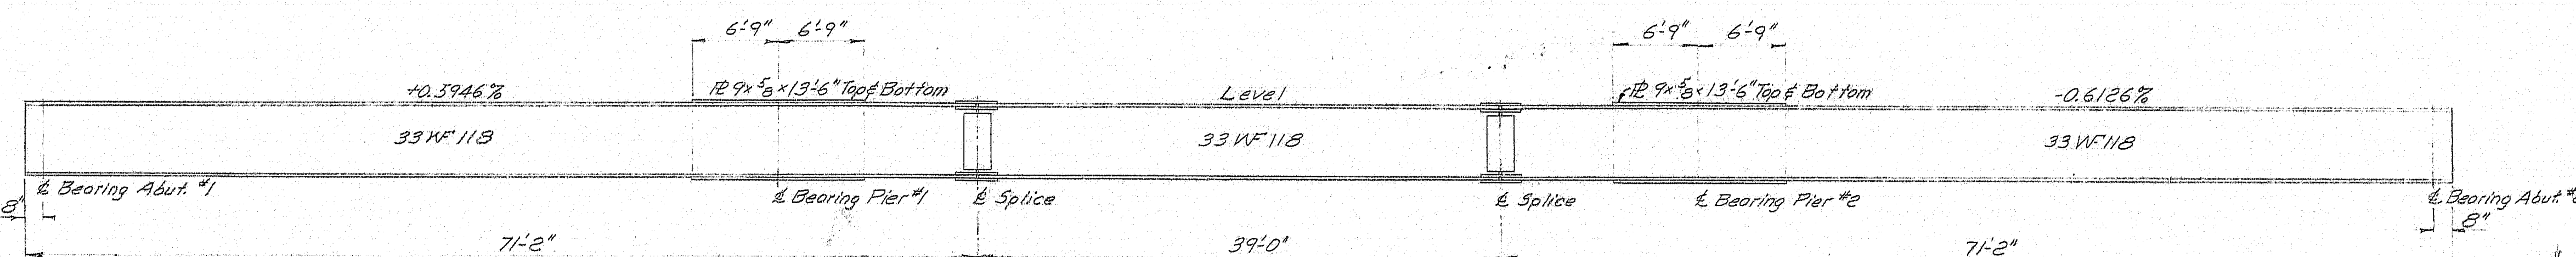 6'-9" 6'-9"
6'-9" 6'-9"
+0.5946%
PL 9 x 5/8 x 13'-6" Top & Bottom
Level
PL 9 x 5/8 x 13'-6" Top & Bottom
-0.6126%
33 WF 118
33 WF 118
33 WF 118
℄ Bearing Abut. #1
℄ Bearing Pier #1
℄ Splice
℄ Splice
℄ Bearing Pier #2
℄ Bearing Abut.
8"
8"
71'-2"
39'-0"
71'-2"